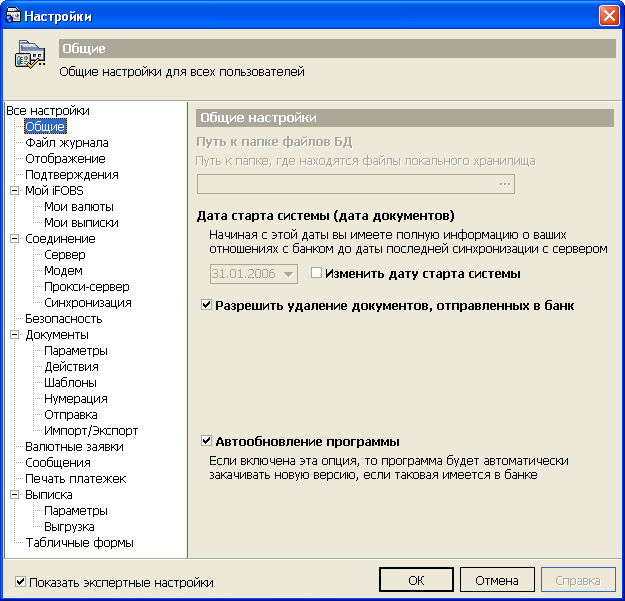 Настройки
Общие
Общие настройки для всех пользователей
Все настройки
Общие
Файл журнала
Отображение
Подтверждения
Мой iFOBS
Мои валюты
Мои выписки
Соединение
Сервер
Модем
Прокси-сервер
Синхронизация
Безопасность
Документы
Параметры
Действия
Шаблоны
Нумерация
Отправка
Импорт/Экспорт
Валютные заявки
Сообщения
Печать платежек
Выписка
Параметры
Выгрузка
Табличные формы
Общие настройки
Путь к папке файлов БД
Путь к папке, где находятся файлы локального хранилища
...
Дата старта системы (дата документов)
Начиная с этой даты вы имеете полную информацию о ваших
отношениях с банком до даты последней синхронизации с сервером
31.01.2006
Изменить дату старта системы
Разрешить удаление документов, отправленных в банк
Автообновление программы
Если включена эта опция, то программа будет автоматически
закачивать новую версию, если таковая имеется в банке
Показать экспертные настройки
OK
Отмена
Справка